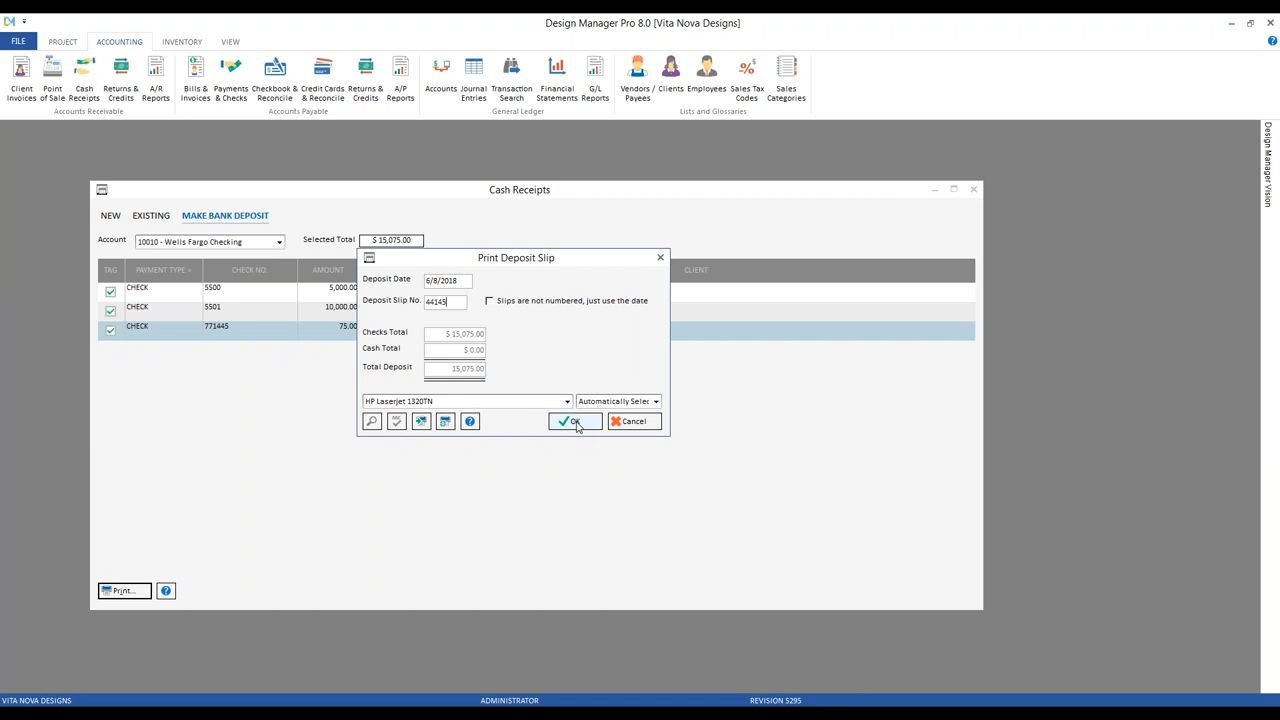 Design Manager Pro 8.0 [Vita Nova Designs]
FILE PROJECT ACCOUNTING INVENTORY VIEW
Client Invoices
Point of Sale
Cash Receipts
Returns & Credits
A/R Reports
Bills & Invoices
Payments & Checks
Checkbook & Reconcile
Credit Cards & Reconcile
Returns & Credits
A/P Reports
Accounts
Journal Entries
Transaction Search
Financial Statements
G/L Reports
Vendors / Payees
Clients
Employees
Sales Tax Codes
Sales Categories
Accounts Receivable
Accounts Payable
General Ledger
Lists and Glossaries
Design Manager Vision
Cash Receipts
NEW EXISTING MAKE BANK DEPOSIT
Account 10010 - Wells Fargo Checking Selected Total $ 15,075.00
TAG PAYMENT TYPE CHECK NO. AMOUNT CLIENT
CHECK 5500 5,000.00
CHECK 5501 10,000.00
CHECK 771445 75.00
Print Deposit Slip
Deposit Date 6/8/2018
Deposit Slip No. 44145 Slips are not numbered, just use the date
Checks Total $ 15,075.00
Cash Total $ 0.00
Total Deposit 15,075.00
HP Laserjet 1320TN Automatically Selec
OK Cancel
Print...
VITA NOVA DESIGNS ADMINISTRATOR REVISION 5295